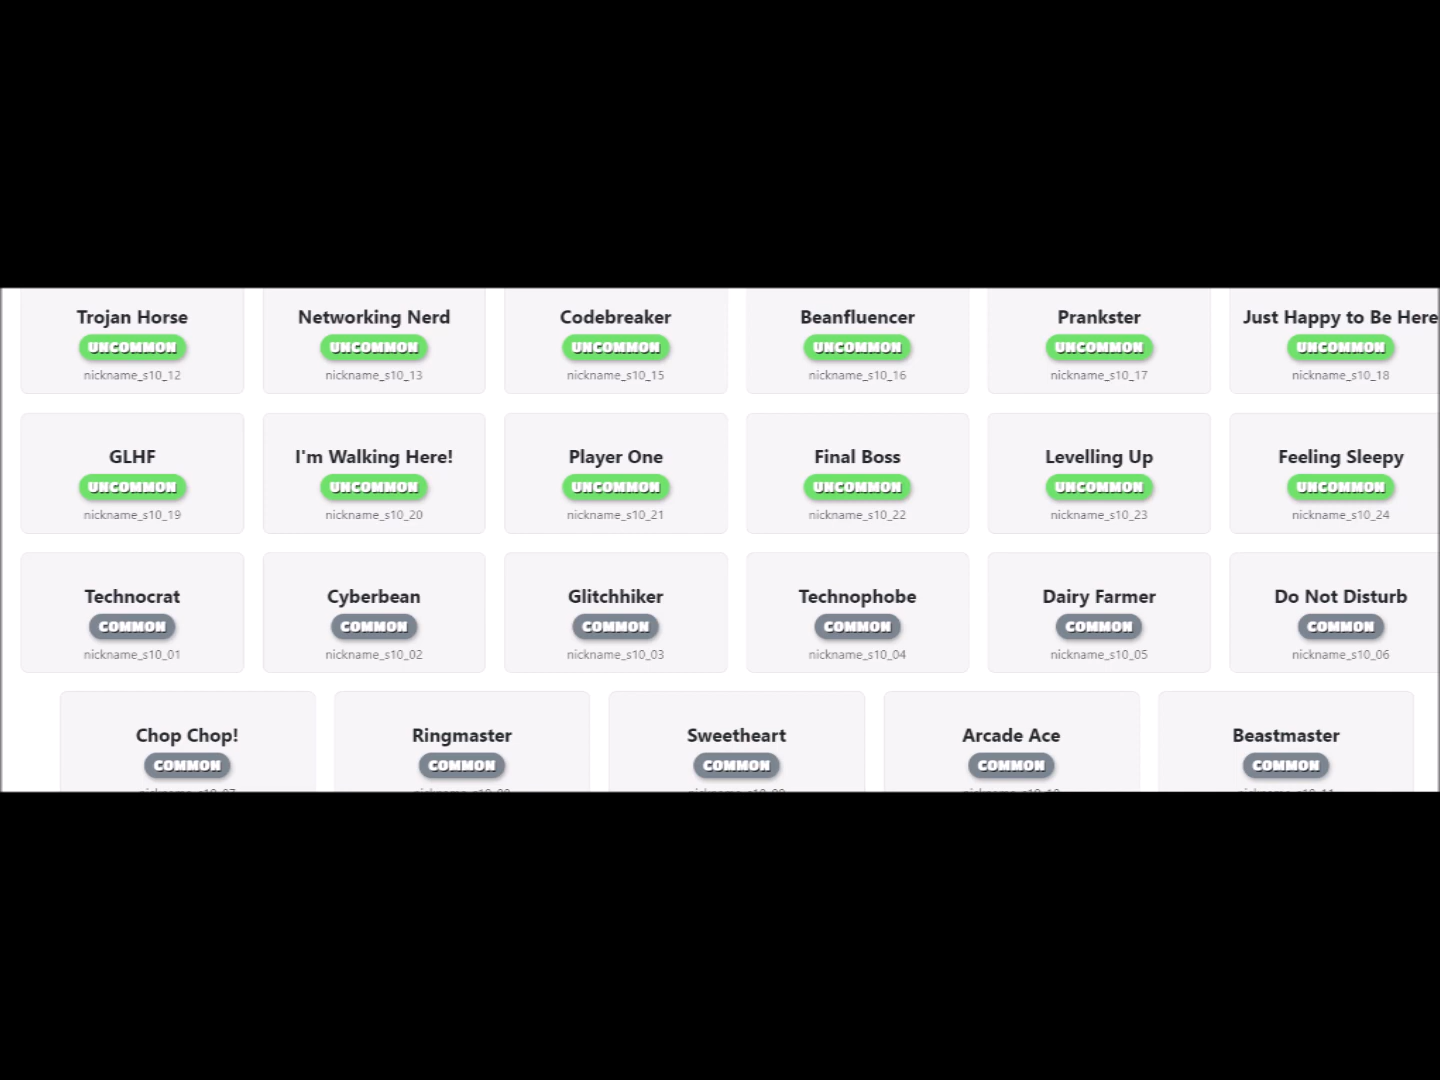 Trojan Horse Networking Nerd Codebreaker Beanfluencer Prankster Just Happy to Be Here
UNCOMMON UNCOMMON UNCOMMON UNCOMMON UNCOMMON UNCOMMON
nickname_s10_12 nickname_s10_13 nickname_s10_15 nickname_s10_16 nickname_s10_17 nickname_s10_18
GLHF I'm Walking Here! Player One Final Boss Levelling Up Feeling Sleepy
UNCOMMON UNCOMMON UNCOMMON UNCOMMON UNCOMMON UNCOMMON
nickname_s10_19 nickname_s10_20 nickname_s10_21 nickname_s10_22 nickname_s10_23 nickname_s10_24
Technocrat Cyberbean Glitchhiker Technophobe Dairy Farmer Do Not Disturb
COMMON COMMON COMMON COMMON COMMON COMMON
nickname_s10_01 nickname_s10_02 nickname_s10_03 nickname_s10_04 nickname_s10_05 nickname_s10_06
Chop Chop! Ringmaster Sweetheart Arcade Ace Beastmaster
COMMON COMMON COMMON COMMON COMMON